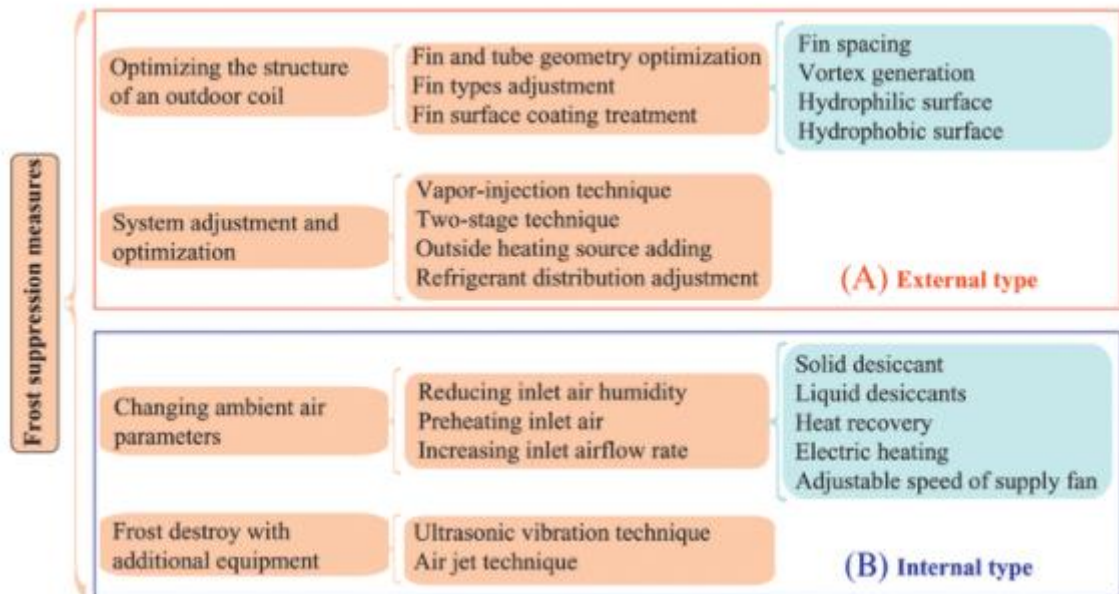 Frost suppression measures
Optimizing the structure
of an outdoor coil
Fin and tube geometry optimization
Fin types adjustment
Fin surface coating treatment
Fin spacing
Vortex generation
Hydrophilic surface
Hydrophobic surface
System adjustment and
optimization
Vapor-injection technique
Two-stage technique
Outside heating source adding
Refrigerant distribution adjustment
(A) External type
Changing ambient air
parameters
Reducing inlet air humidity
Preheating inlet air
Increasing inlet airflow rate
Solid desiccant
Liquid desiccants
Heat recovery
Electric heating
Adjustable speed of supply fan
Frost destroy with
additional equipment
Ultrasonic vibration technique
Air jet technique
(B) Internal type